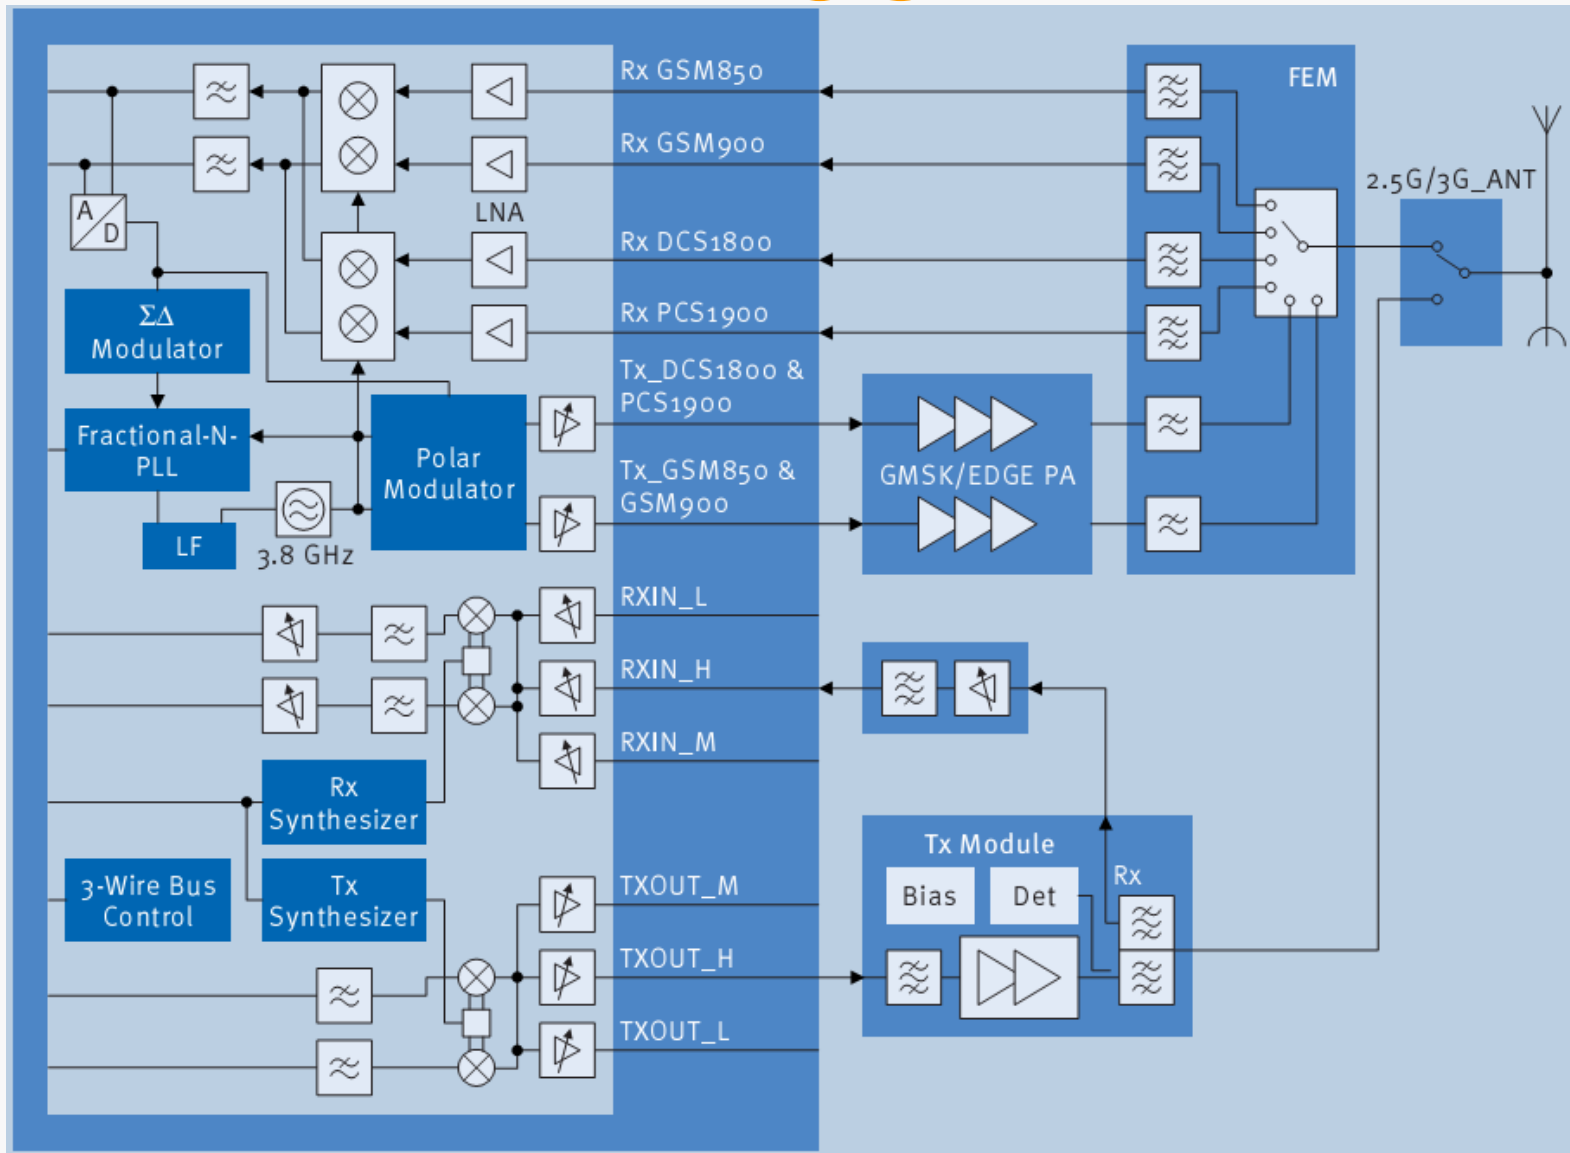 Rx GSM850
FEM
Rx GSM900
2.5G/3G_ANT
A
D
LNA
Rx DCS1800
ΣΔ
Modulator
Rx PCS1900
Tx_DCS1800 &
PCS1900
Fractional-N-
PLL
Polar
Modulator
Tx_GSM850 &
GSM900
GMSK/EDGE PA
LF
3.8 GHz
RXIN_L
RXIN_H
RXIN_M
Rx
Synthesizer
Tx Module
Bias
Det
Rx
3-Wire Bus
Control
Tx
Synthesizer
TXOUT_M
TXOUT_H
TXOUT_L